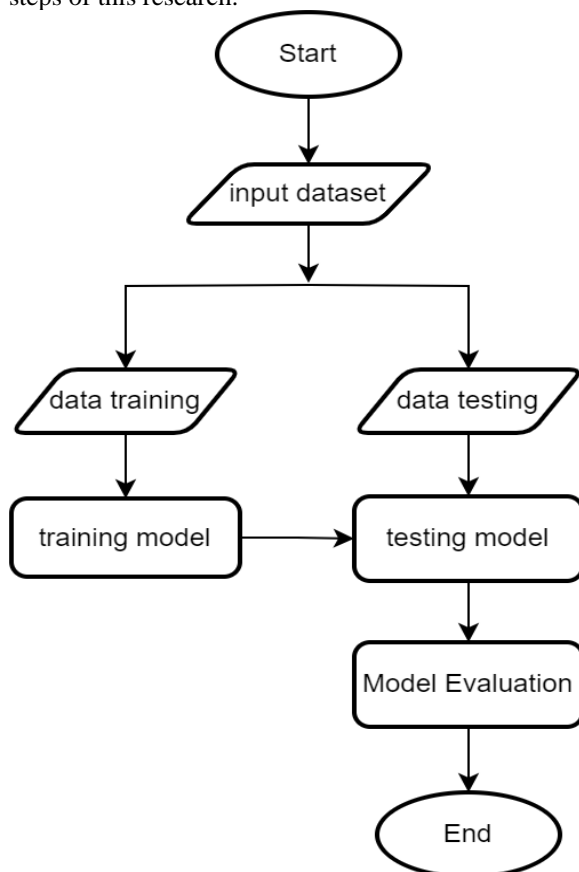 steps of this research.
Start
input dataset
data training
data testing
training model
testing model
Model Evaluation
End